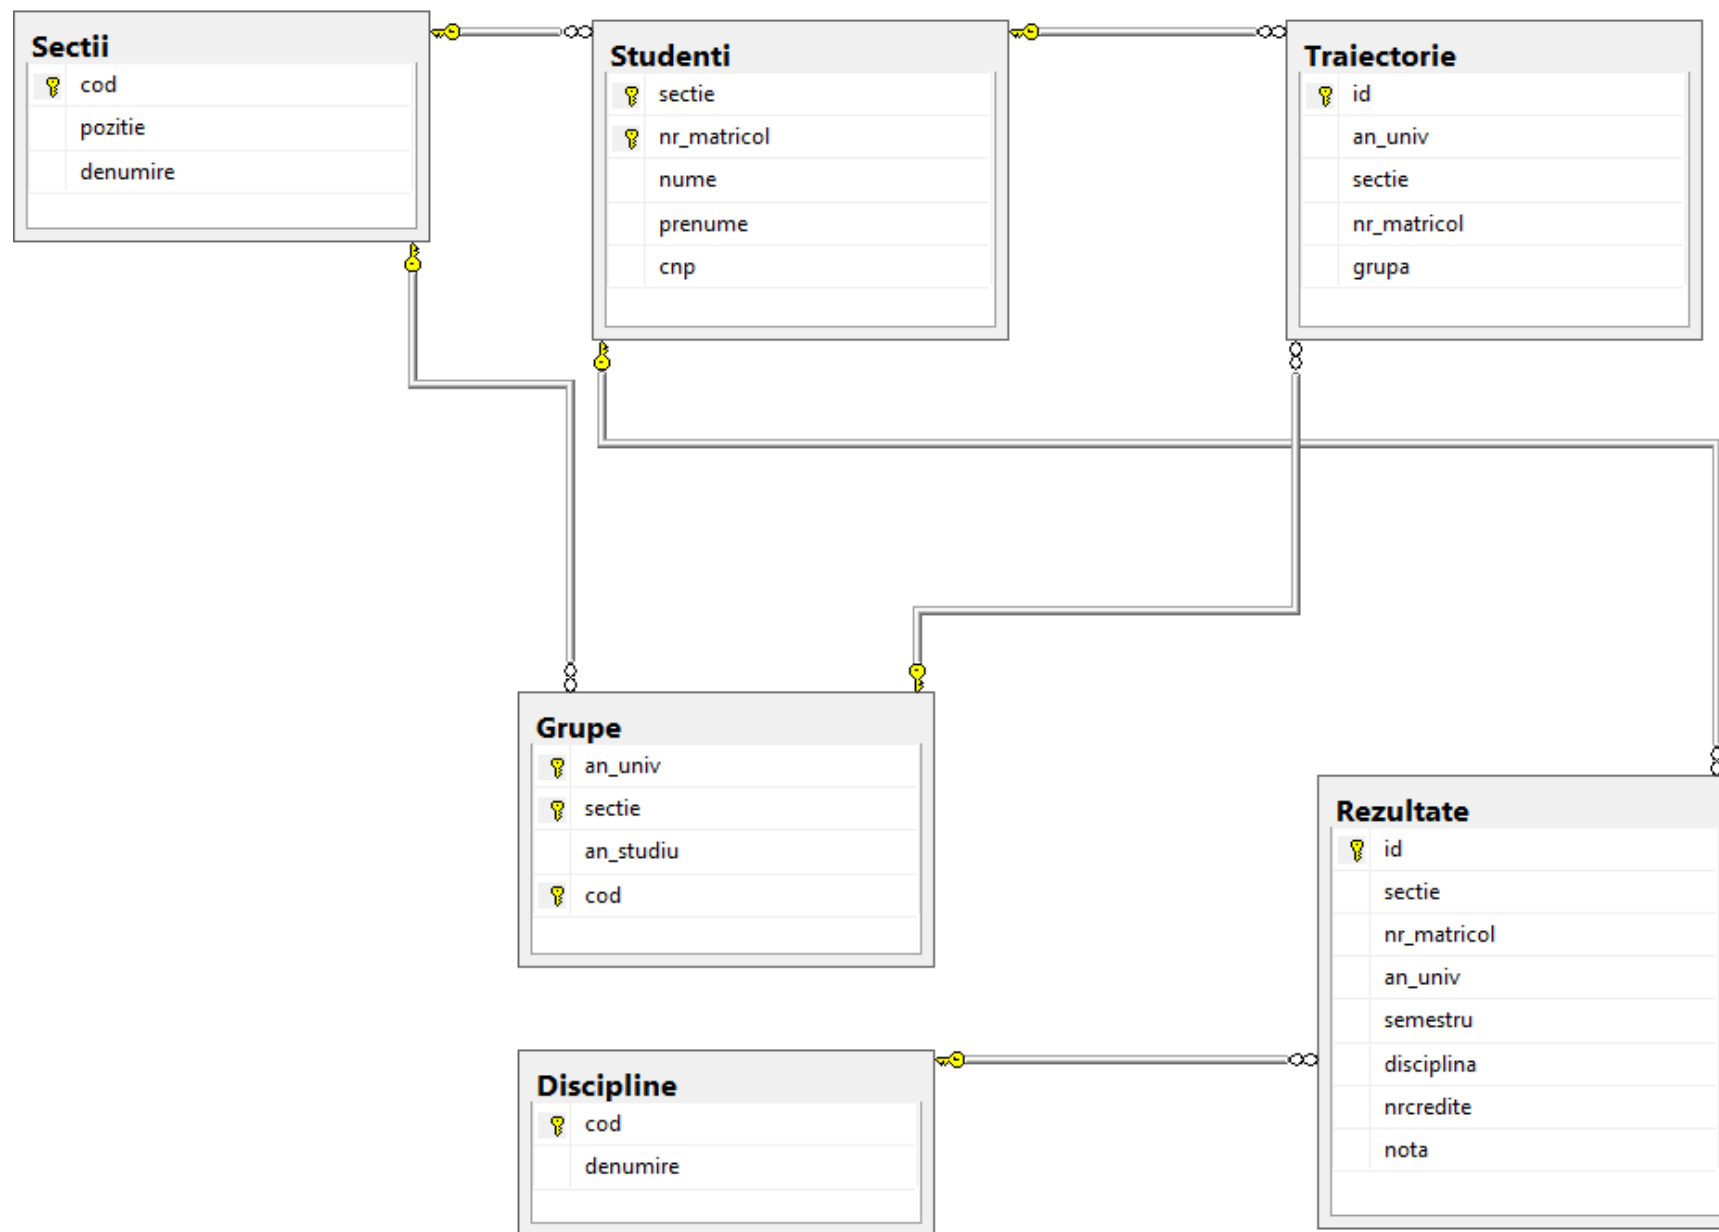 Sectii
cod
pozitie
denumire
Studenti
sectie
nr_matricol
nume
prenume
cnp
Traiectorie
id
an_univ
sectie
nr_matricol
grupa
Grupe
an_univ
sectie
an_studiu
cod
Rezultate
id
sectie
nr_matricol
an_univ
semestru
disciplina
nrcredite
nota
Discipline
cod
denumire